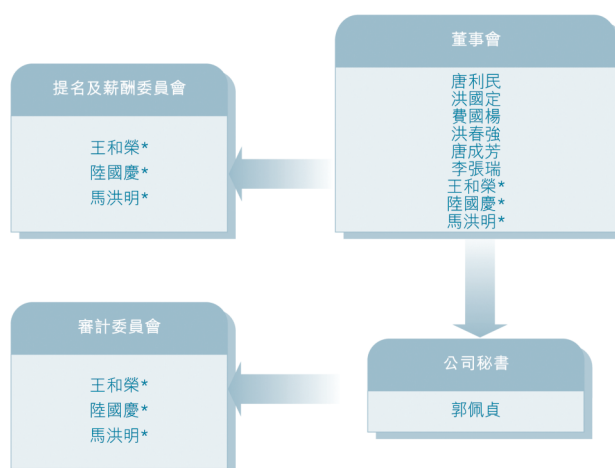 董事會
唐利民
洪國定
費國楊
洪春強
唐成芳
李張瑞
王和榮*
陸國慶*
馬洪明*
提名及薪酬委員會
王和榮*
陸國慶*
馬洪明*
公司秘書
郭佩貞
審計委員會
王和榮*
陸國慶*
馬洪明*